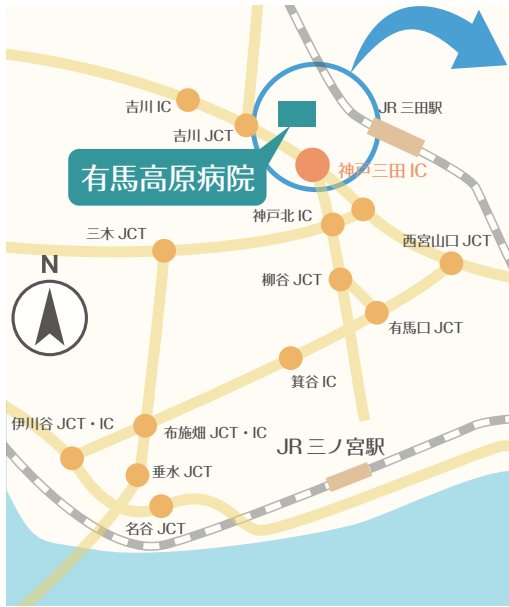 吉川 IC
JR 三田駅
吉川 JCT
有馬高原病院
神戸三田 IC
神戸北 IC
三木 JCT
西宮山口 JCT
N
柳谷 JCT
有馬口 JCT
箕谷 IC
伊川谷 JCT・IC
布施畑 JCT・IC
JR 三ノ宮駅
垂水 JCT
名谷 JCT